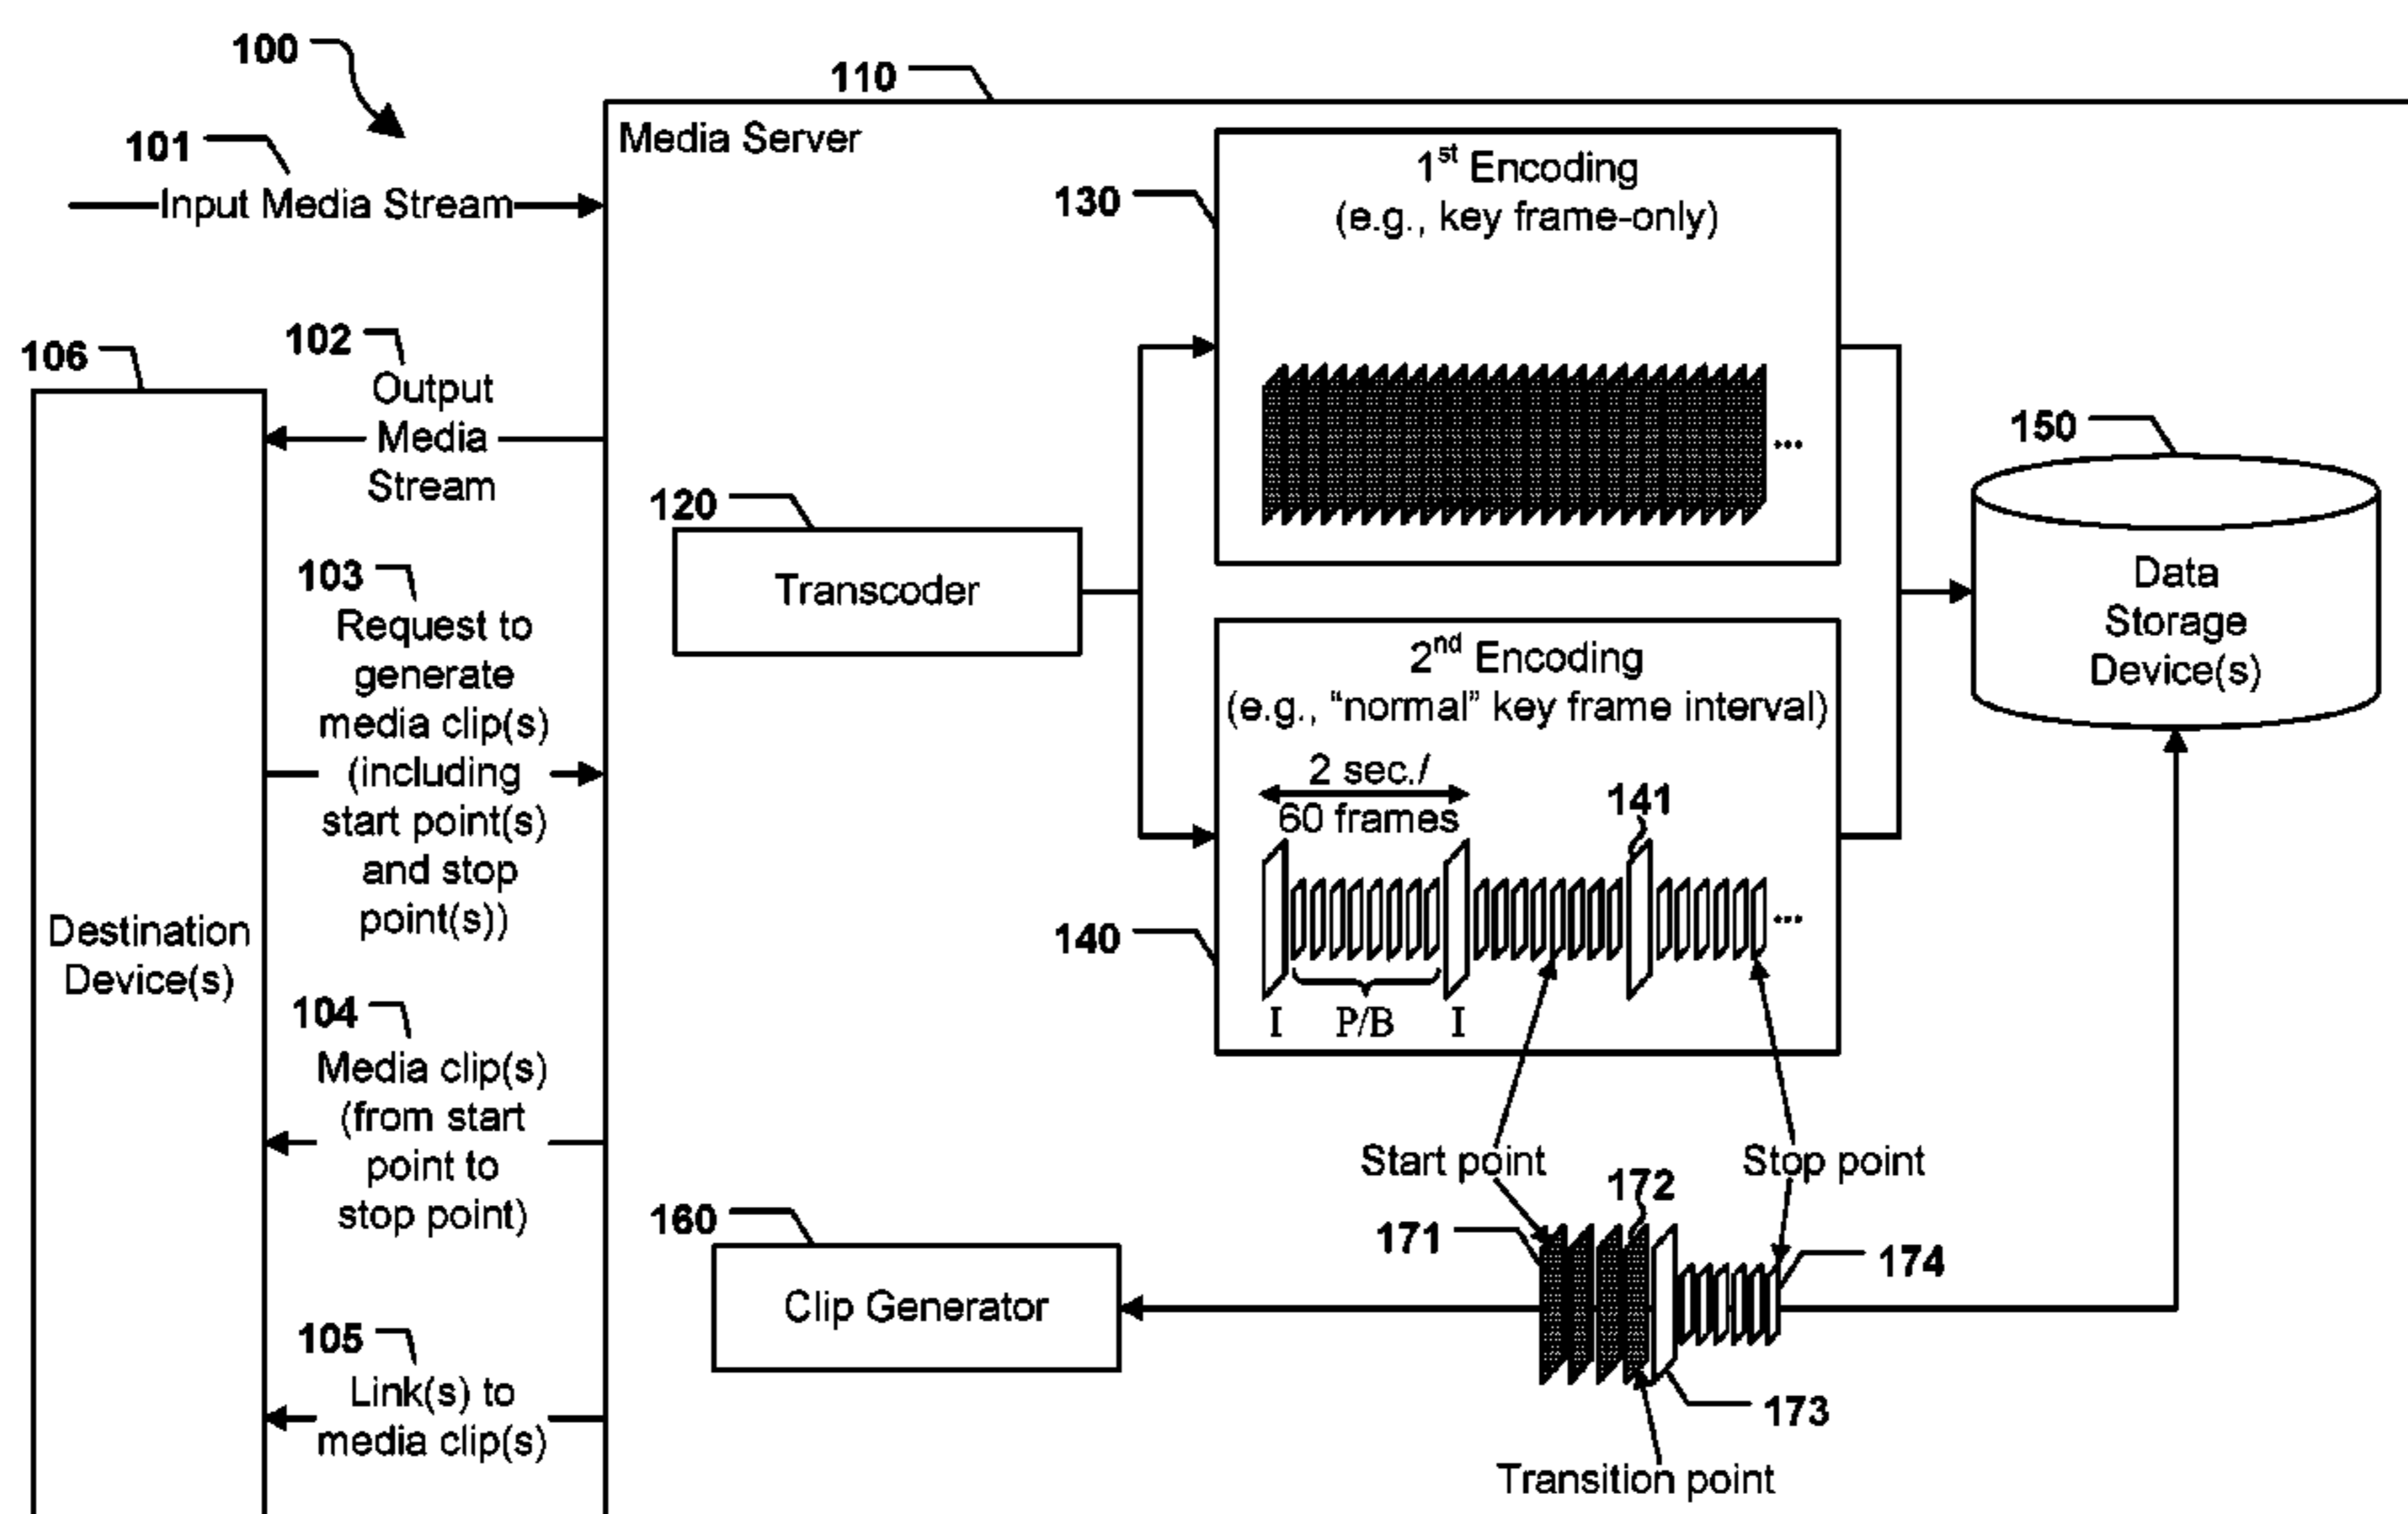 100
110
101
Media Server
Input Media Stream
130
1st Encoding
(e.g., key frame-only)
...
106
102
Output
Media
Stream
120
Transcoder
150
Data
Storage
Device(s)
103
Request to
generate
media clip(s)
(including
start point(s)
and stop
point(s))
2nd Encoding
(e.g., “normal” key frame interval)
2 sec./
60 frames
141
140
...
I
P/B
I
Destination
Device(s)
104
Media clip(s)
(from start
point to
stop point)
Start point
Stop point
160
Clip Generator
171
172
174
173
Transition point
105
Link(s) to
media clip(s)